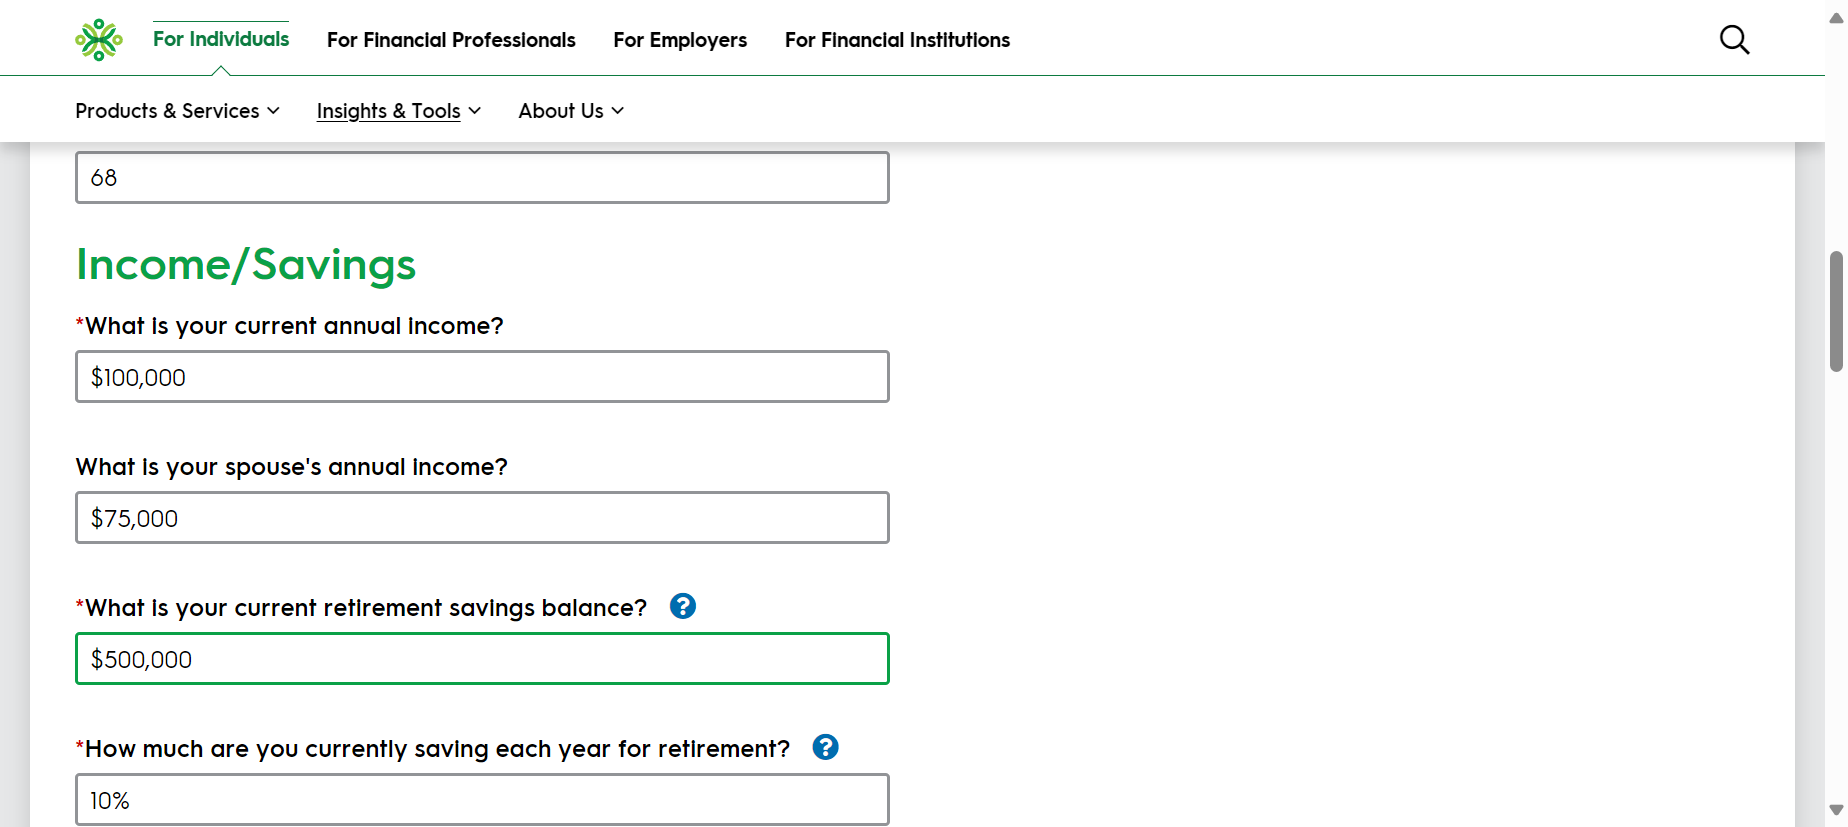 For Individuals For Financial Professionals For Employers For Financial Institutions
Products & Services Insights & Tools About Us
68
Income/Savings
*What is your current annual income?
$100,000
What is your spouse's annual income?
$75,000
*What is your current retirement savings balance? ?
$500,000
*How much are you currently saving each year for retirement? ?
10%